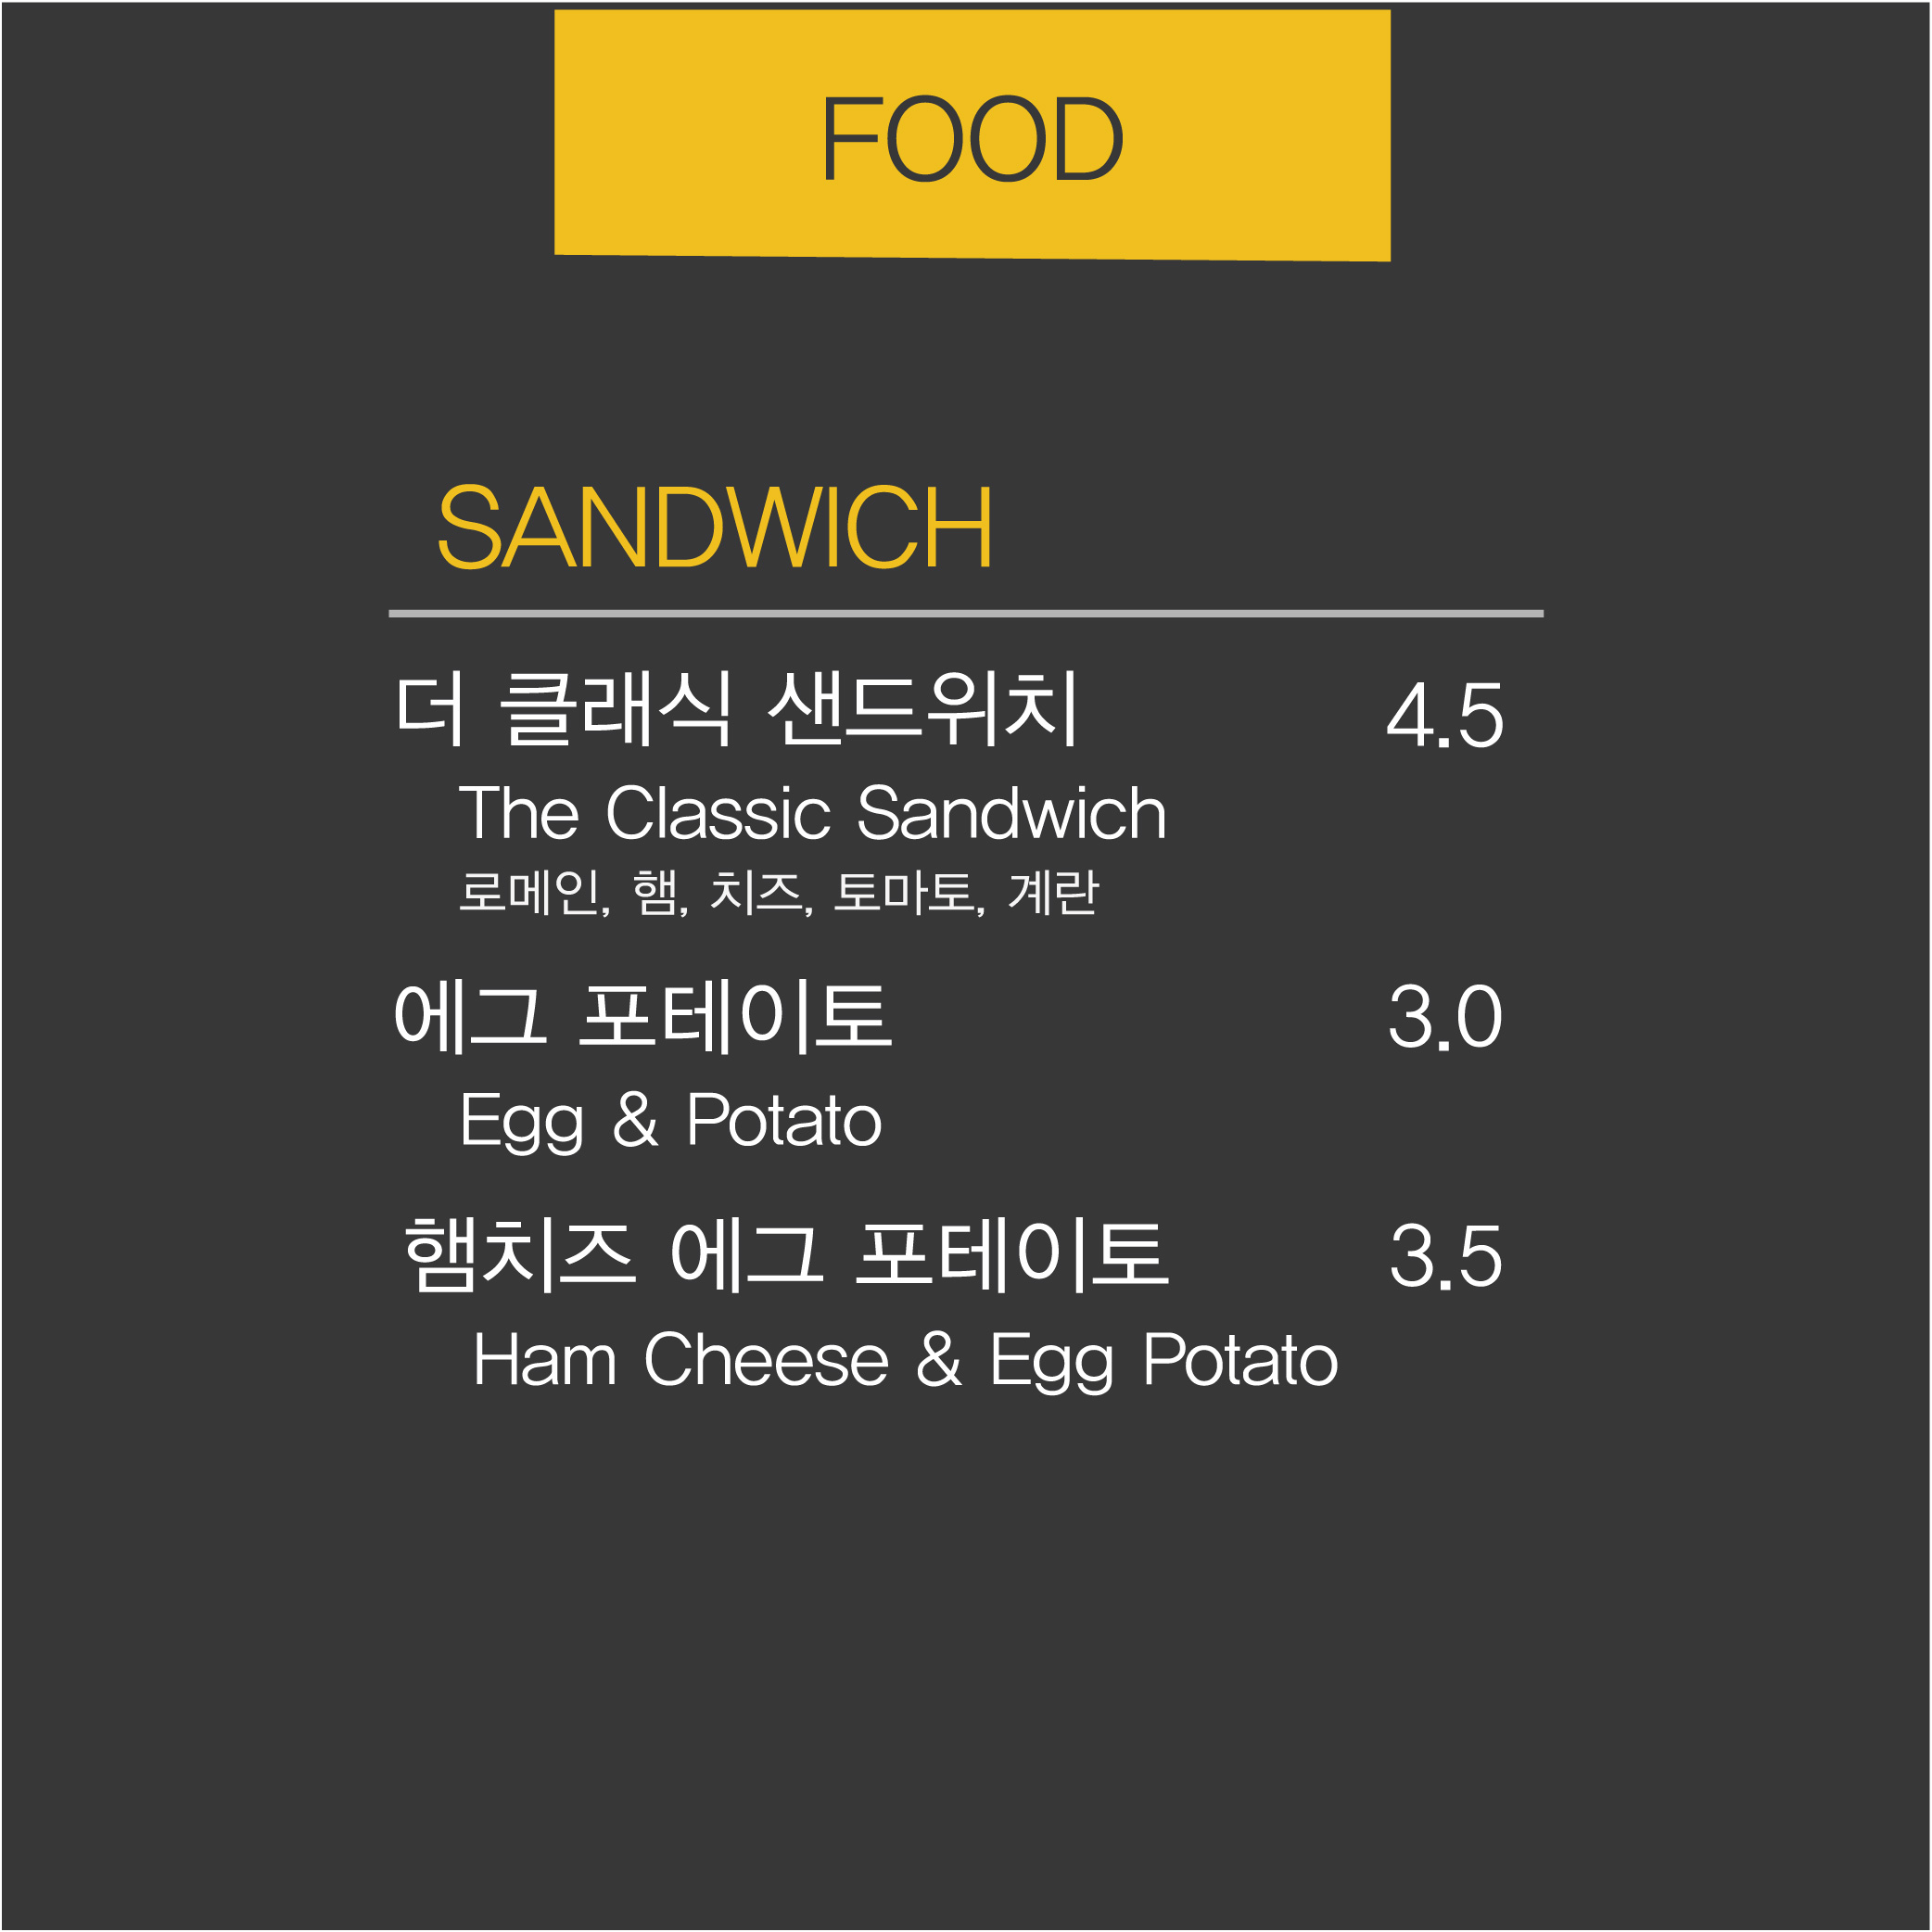 FOOD
SANDWICH
더 클래식 샌드위치 4.5
The Classic Sandwich
로메인, 햄, 치즈, 토마토, 계란
에그 포테이토 3.0
Egg & Potato
햄치즈 에그 포테이토 3.5
Ham Cheese & Egg Potato